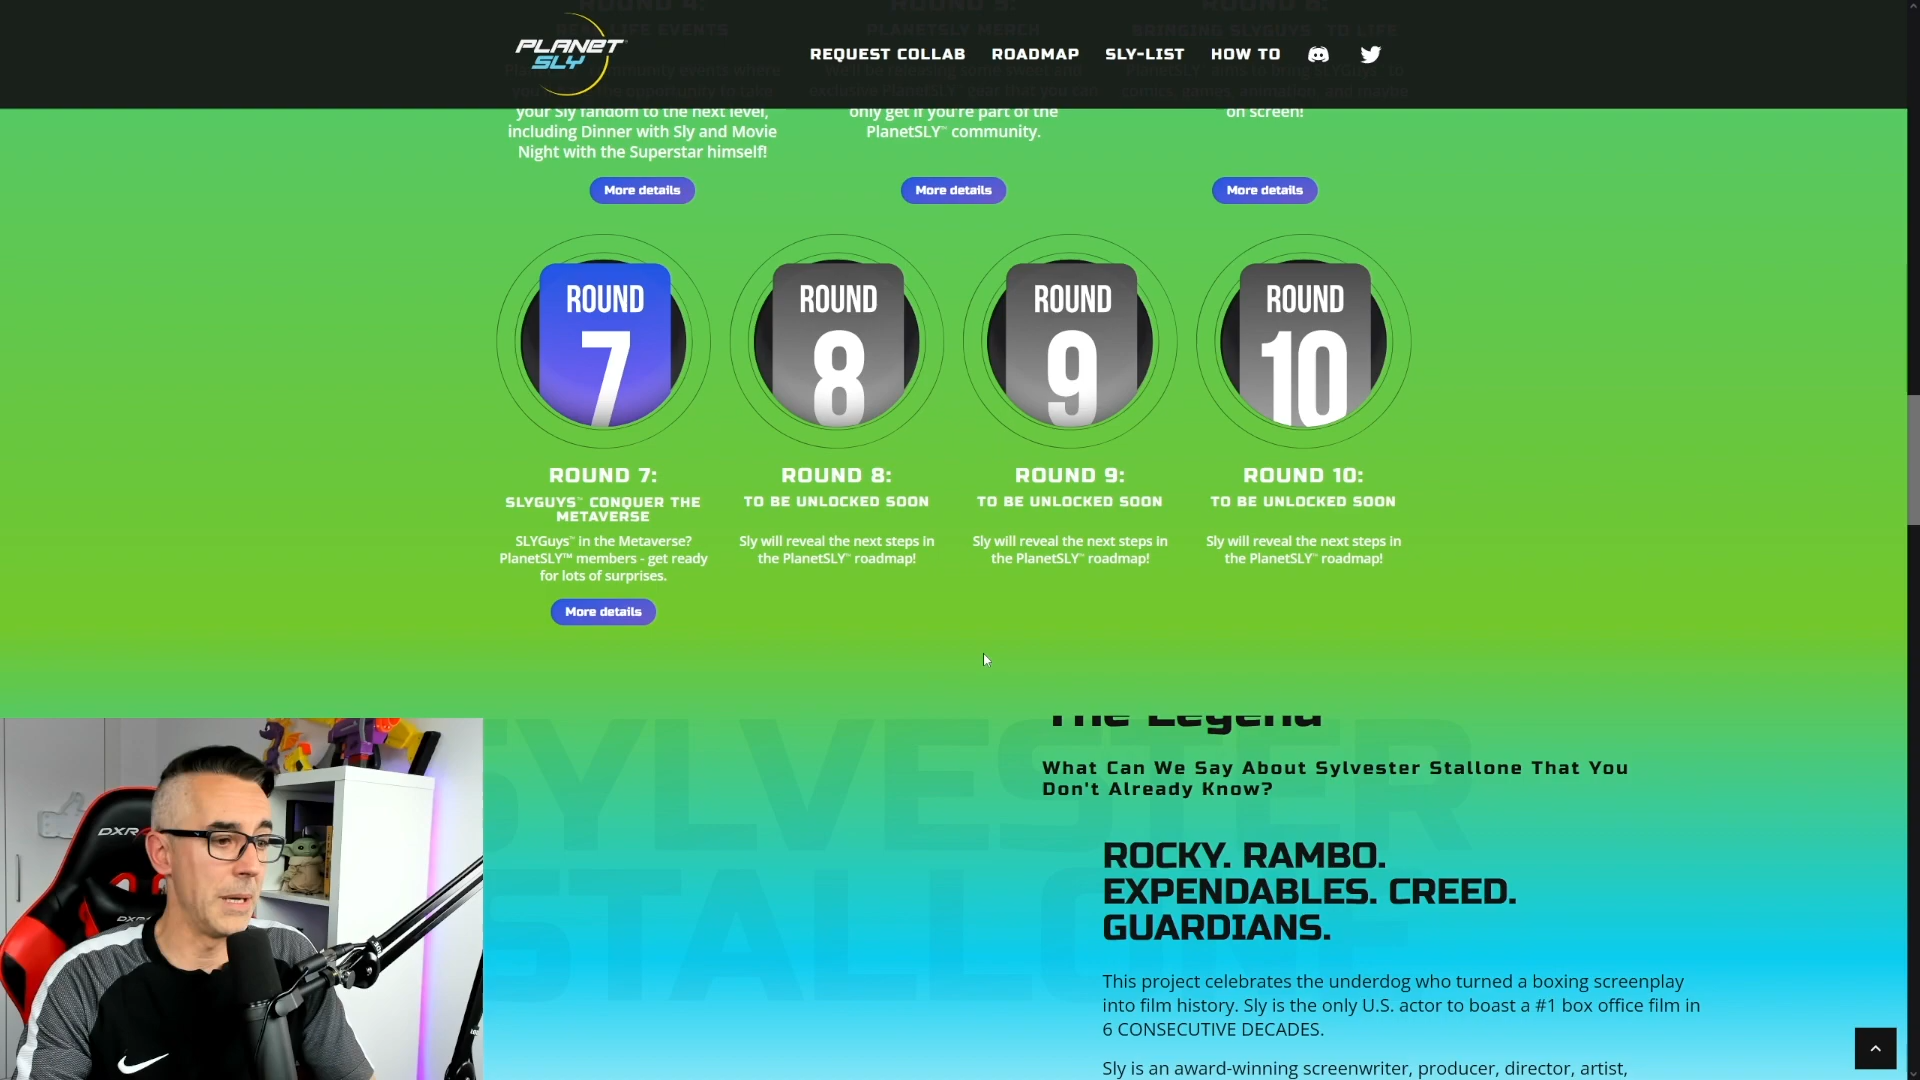 PLANET
SLY
REQUEST COLLAB
ROADMAP
SLY-LIST
HOW TO
your Sly fandom to the next level,
including Dinner with Sly and Movie
Night with the Superstar himself!
More details
only get if you're part of the
PlanetSLY™ community.
More details
on screen!
More details
ROUND
7
ROUND
8
ROUND
9
ROUND
10
ROUND 7:
SLYGUYS™ CONQUER THE
METAVERSE
SLYGuys™ in the Metaverse?
PlanetSLY™ members - get ready
for lots of surprises.
More details
ROUND 8:
TO BE UNLOCKED SOON
Sly will reveal the next steps in
the PlanetSLY™ roadmap!
ROUND 9:
TO BE UNLOCKED SOON
Sly will reveal the next steps in
the PlanetSLY™ roadmap!
ROUND 10:
TO BE UNLOCKED SOON
Sly will reveal the next steps in
the PlanetSLY™ roadmap!
SYLVESTER
STALLONE
The Legend
What Can We Say About Sylvester Stallone That You
Don't Already Know?
ROCKY. RAMBO.
EXPENDABLES. CREED.
GUARDIANS.
This project celebrates the underdog who turned a boxing screenplay
into film history. Sly is the only U.S. actor to boast a #1 box office film in
6 CONSECUTIVE DECADES.
Sly is an award-winning screenwriter, producer, director, artist,
DXR
DXR